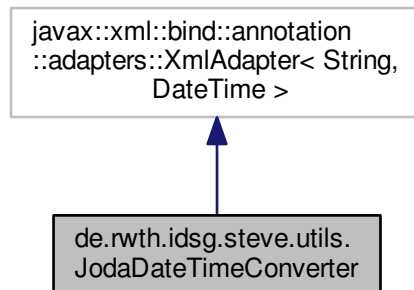 javax::xml::bind::annotation
::adapters::XmlAdapter< String,
DateTime >
de.rwth.idsg.steve.utils.
JodaDateTimeConverter